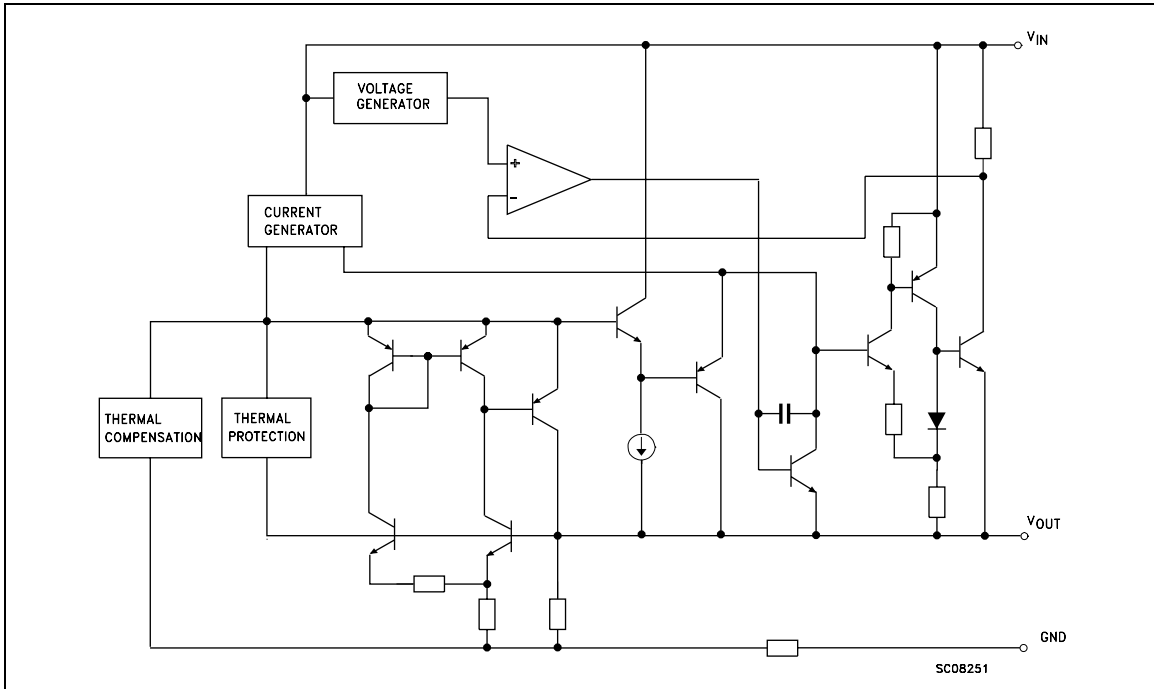 VIN
VOLTAGE
GENERATOR
+
-
CURRENT
GENERATOR
THERMAL
COMPENSATION
THERMAL
PROTECTION
VOUT
GND
SC08251